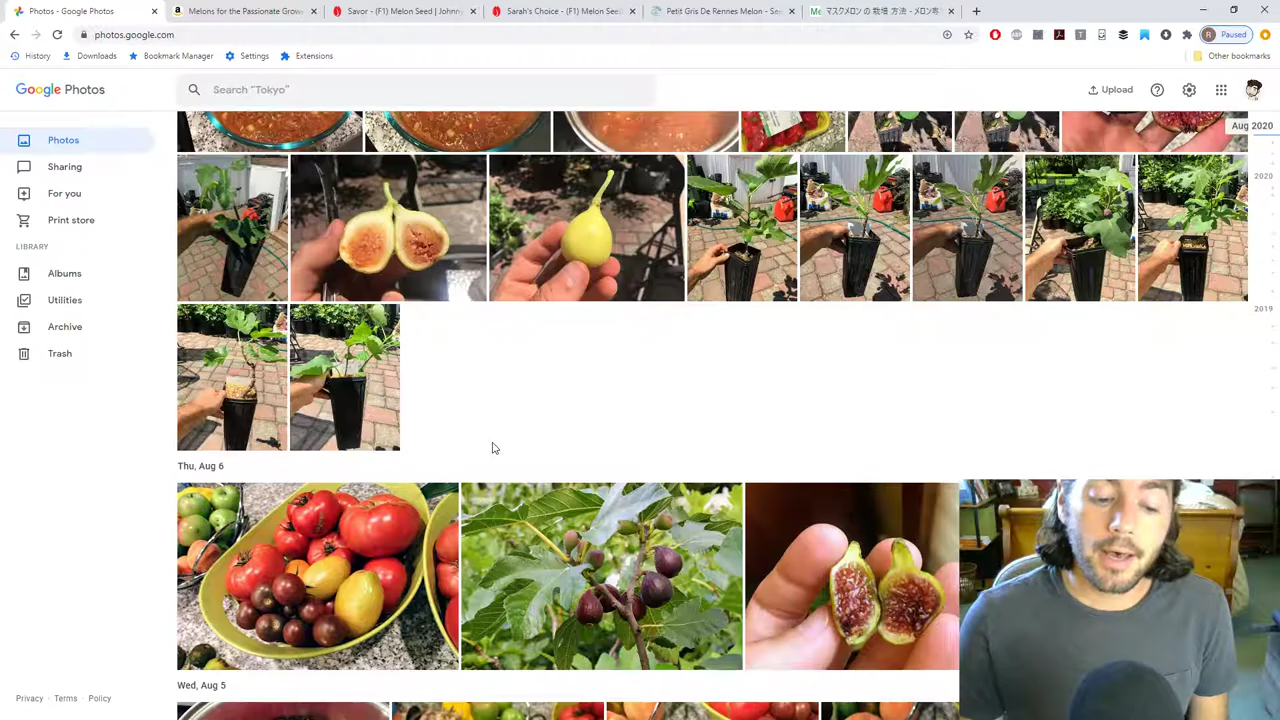 Photos - Google Photos
Melons for the Passionate Growe
Savor - (F1) Melon Seed | Johnny
Sarah's Choice - (F1) Melon Seed
Petit Gris De Rennes Melon - See
マスクメロン の 栽培 方法 - メロン専
photos.google.com
Paused
History
Downloads
Bookmark Manager
Settings
Extensions
Other bookmarks
Google Photos
Search "Tokyo"
Upload
Photos
Sharing
For you
Print store
LIBRARY
Albums
Utilities
Archive
Trash
Aug 2020
2020
2019
Thu, Aug 6
Wed, Aug 5
Privacy · Terms · Policy